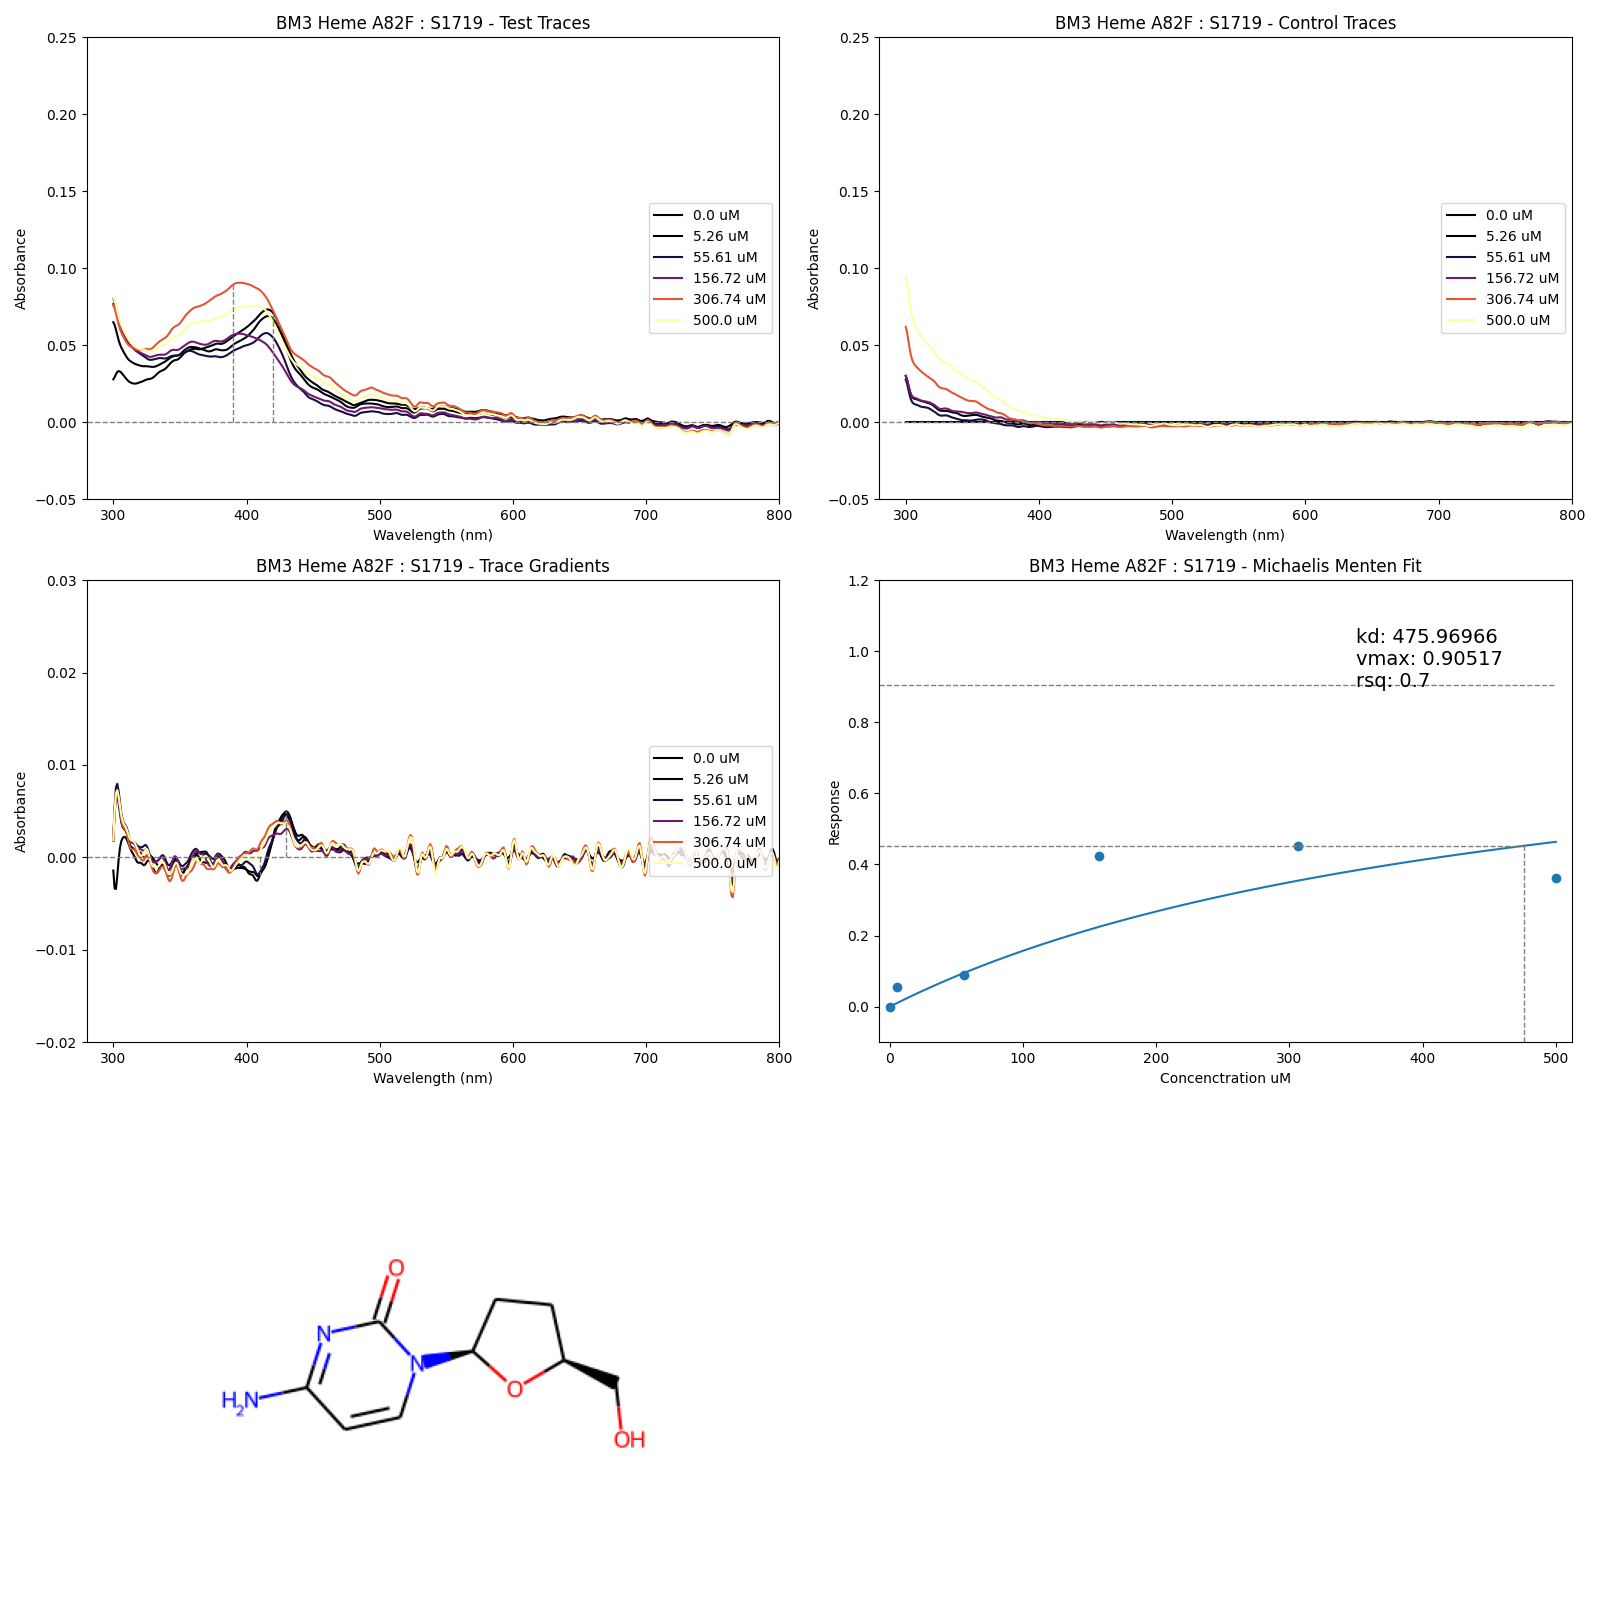 BM3 Heme A82F : S1719 - Test Traces
0.25
0.20
0.15
0.10
0.05
0.00
−0.05
Absorbance
0.0 uM
5.26 uM
55.61 uM
156.72 uM
306.74 uM
500.0 uM
300 400 500 600 700 800
Wavelength (nm)
BM3 Heme A82F : S1719 - Control Traces
0.25
0.20
0.15
0.10
0.05
0.00
−0.05
Absorbance
0.0 uM
5.26 uM
55.61 uM
156.72 uM
306.74 uM
500.0 uM
300 400 500 600 700 800
Wavelength (nm)
BM3 Heme A82F : S1719 - Trace Gradients
0.03
0.02
0.01
0.00
−0.01
−0.02
Absorbance
0.0 uM
5.26 uM
55.61 uM
156.72 uM
306.74 uM
500.0 uM
300 400 500 600 700 800
Wavelength (nm)
BM3 Heme A82F : S1719 - Michaelis Menten Fit
1.2
1.0
0.8
0.6
0.4
0.2
0.0
Response
kd: 475.96966
vmax: 0.90517
rsq: 0.7
0 100 200 300 400 500
Concenctration uM
O
N
N
H2N
O
OH